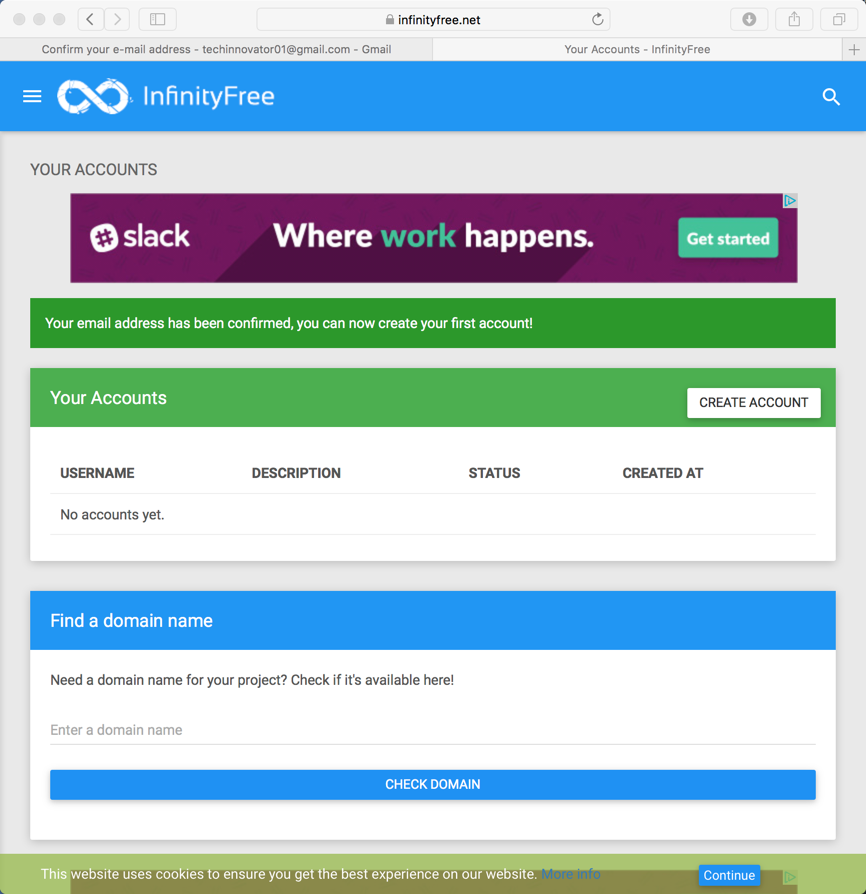 infinityfree.net
Confirm your e-mail address - techinnovator01@gmail.com - Gmail
Your Accounts - InfinityFree
InfinityFree
YOUR ACCOUNTS
slack
Where work happens.
Get started
Your email address has been confirmed, you can now create your first account!
Your Accounts
CREATE ACCOUNT
USERNAME DESCRIPTION STATUS CREATED AT
No accounts yet.
Find a domain name
Need a domain name for your project? Check if it's available here!
Enter a domain name
CHECK DOMAIN
This website uses cookies to ensure you get the best experience on our website. More info
Continue